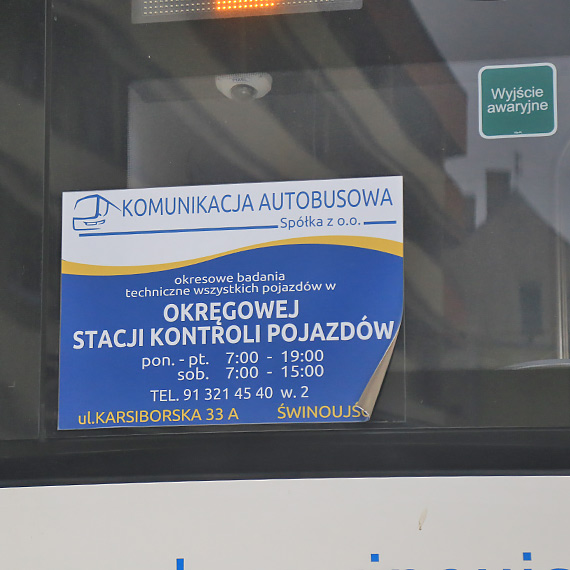 Wyjście
awaryjne
KOMUNIKACJA AUTOBUSOWA
Spółka z o.o.
okresowe badania
techniczne wszystkich pojazdów w
OKRĘGOWEJ
STACJI KONTROLI POJAZDÓW
pon. - pt. 7:00 - 19:00
sob. 7:00 - 15:00
TEL. 91 321 45 40 w. 2
ul.KARSIBORSKA 33 A ŚWINOUJŚC